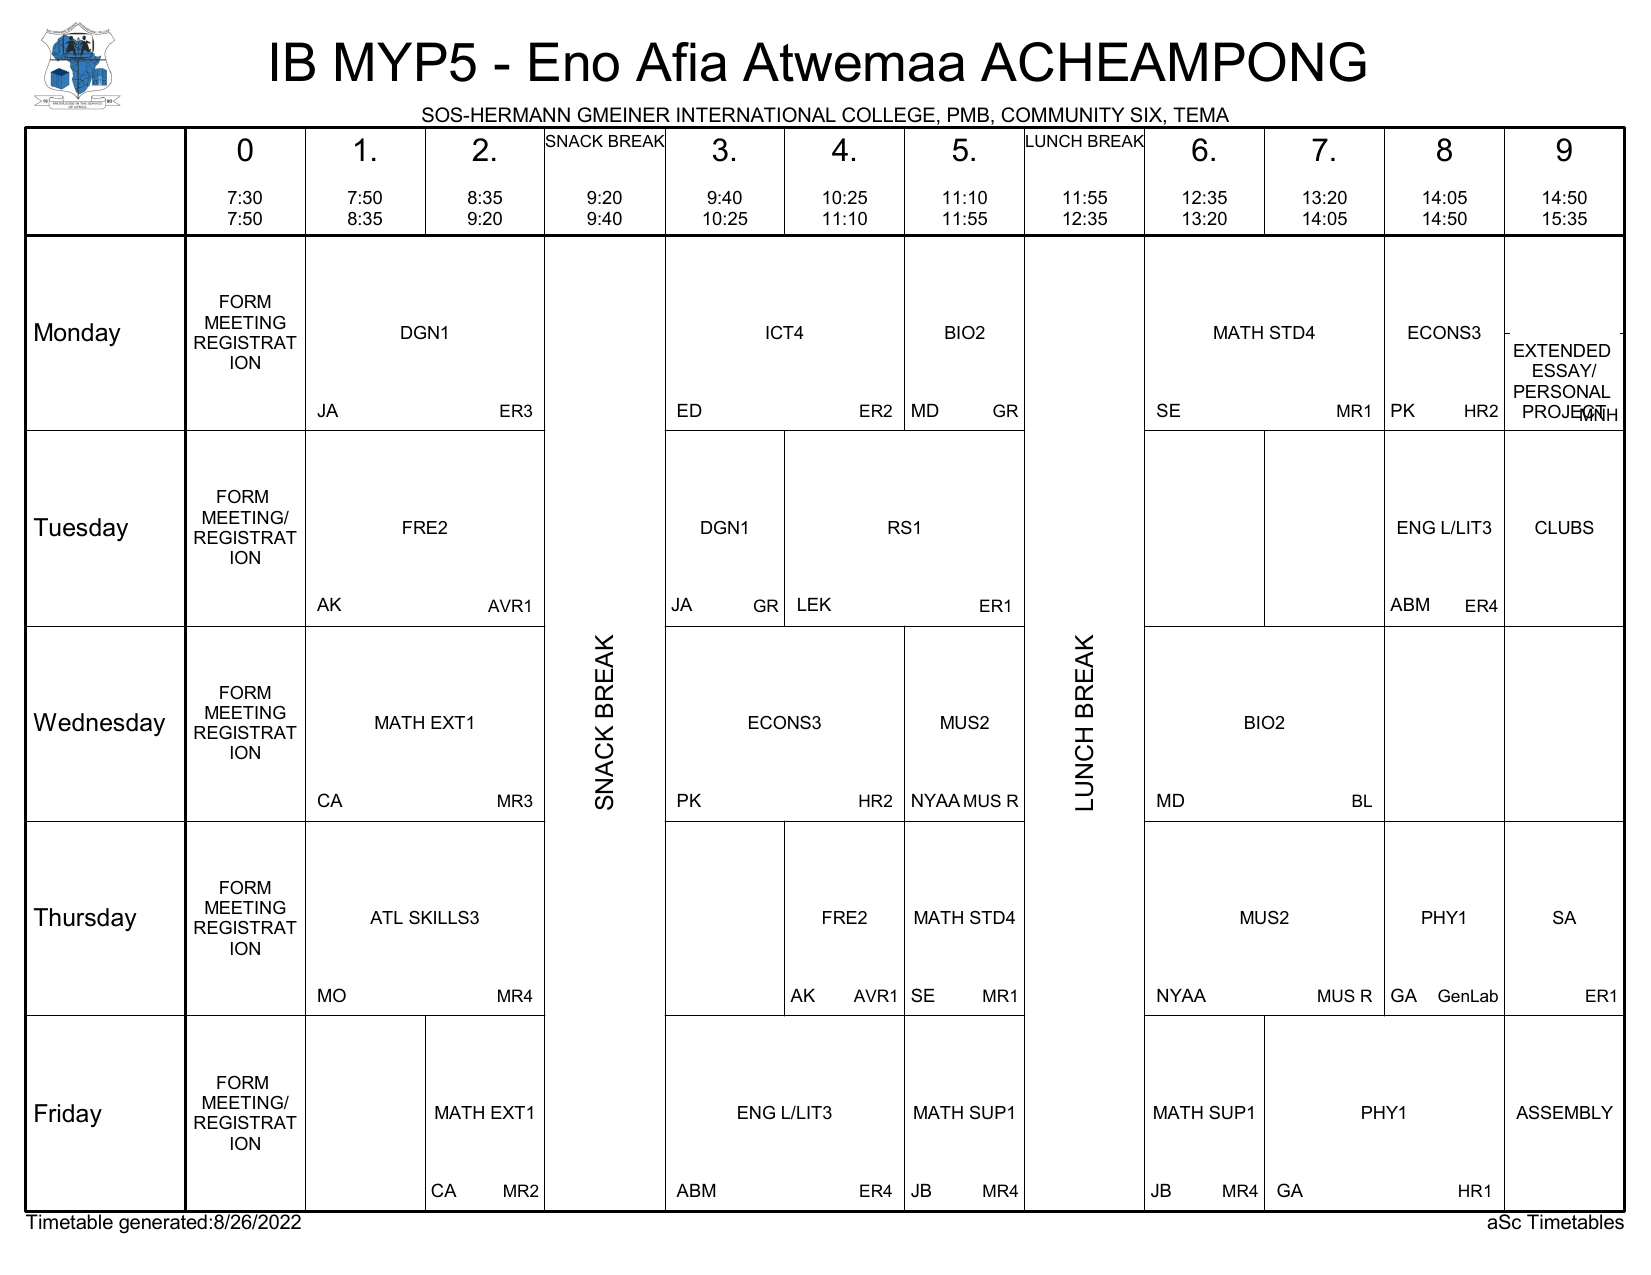 IB MYP5 - Eno Afia Atwemaa ACHEAMPONG
SOS-HERMANN GMEINER INTERNATIONAL COLLEGE, PMB, COMMUNITY SIX, TEMA
0 1. 2. SNACK BREAK 3. 4. 5. LUNCH BREAK 6. 7. 8 9
7:30 7:50 8:35 9:20 9:40 10:25 11:10 11:55 12:35 13:20 14:05 14:50
7:50 8:35 9:20 9:40 10:25 11:10 11:55 12:35 13:20 14:05 14:50 15:35
Monday
FORM
MEETING
REGISTRAT
ION
DGN1
JA ER3
ICT4
ED ER2
BIO2
MD GR
MATH STD4
SE MR1
ECONS3
PK HR2
EXTENDED
ESSAY/
PERSONAL
PROJECT
MNH
Tuesday
FORM
MEETING/
REGISTRAT
ION
FRE2
AK AVR1
DGN1
JA GR
RS1
LEK ER1
ENG L/LIT3
ABM ER4
CLUBS
Wednesday
FORM
MEETING
REGISTRAT
ION
MATH EXT1
CA MR3
SNACK BREAK
ECONS3
PK HR2
MUS2
NYAA MUS R
LUNCH BREAK
BIO2
MD BL
Thursday
FORM
MEETING
REGISTRAT
ION
ATL SKILLS3
MO MR4
FRE2
AK AVR1
MATH STD4
SE MR1
MUS2
NYAA MUS R
PHY1
GA GenLab
SA
ER1
Friday
FORM
MEETING/
REGISTRAT
ION
MATH EXT1
CA MR2
ENG L/LIT3
ABM ER4
MATH SUP1
JB MR4
MATH SUP1
JB MR4
PHY1
GA HR1
ASSEMBLY
Timetable generated:8/26/2022
aSc Timetables